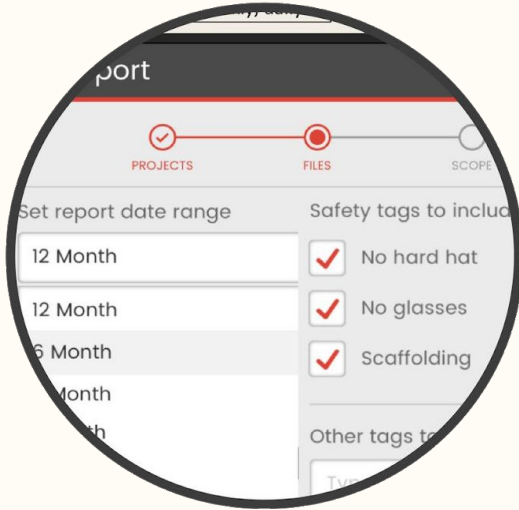 port
PROJECTS
FILES
SCOPE
Set report date range
12 Month
12 Month
6 Month
Month
Safety tags to includ
No hard hat
No glasses
Scaffolding
Other tags